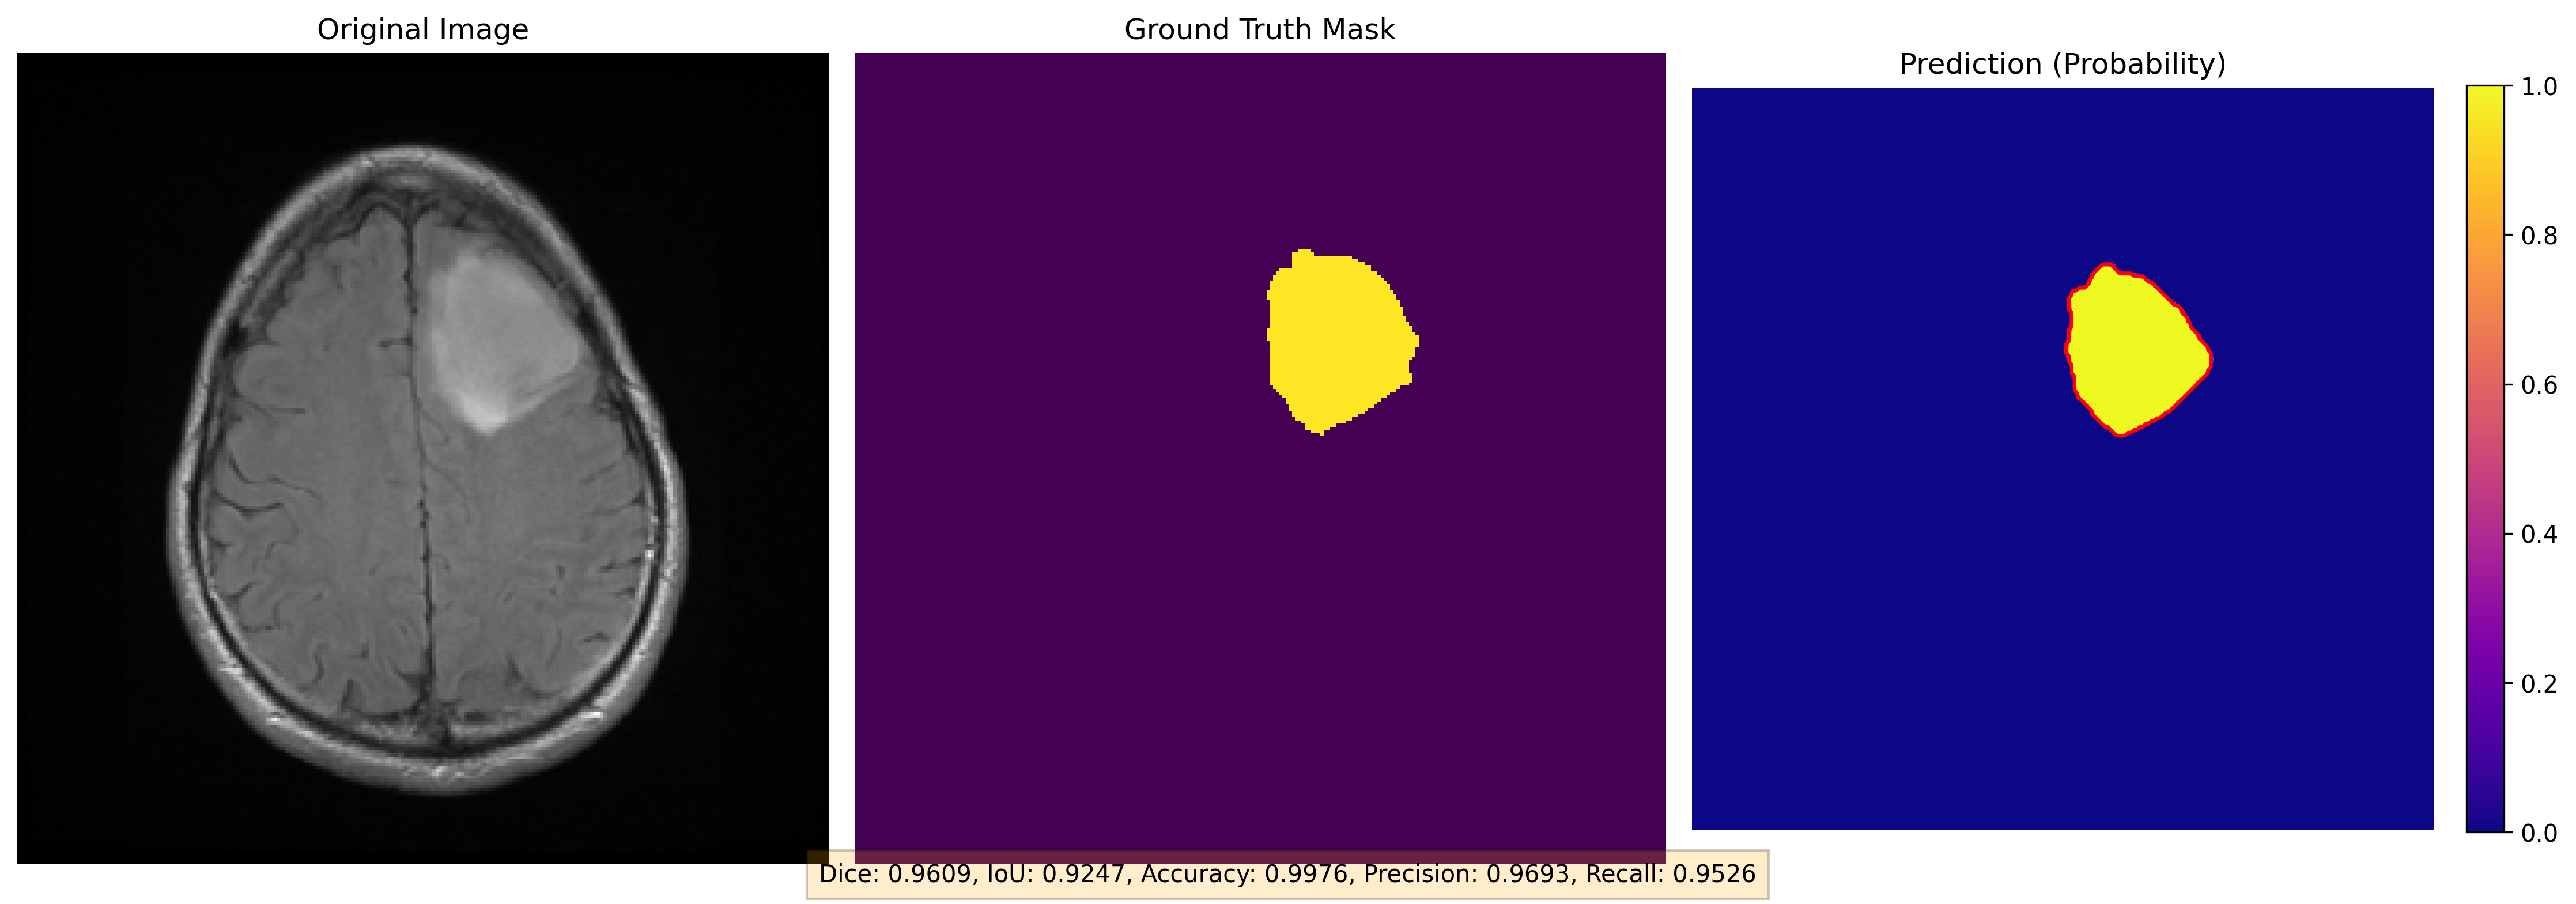 Original Image
Ground Truth Mask
Prediction (Probability)
1.0
0.8
0.6
0.4
0.2
0.0
Dice: 0.9609, IoU: 0.9247, Accuracy: 0.9976, Precision: 0.9693, Recall: 0.9526